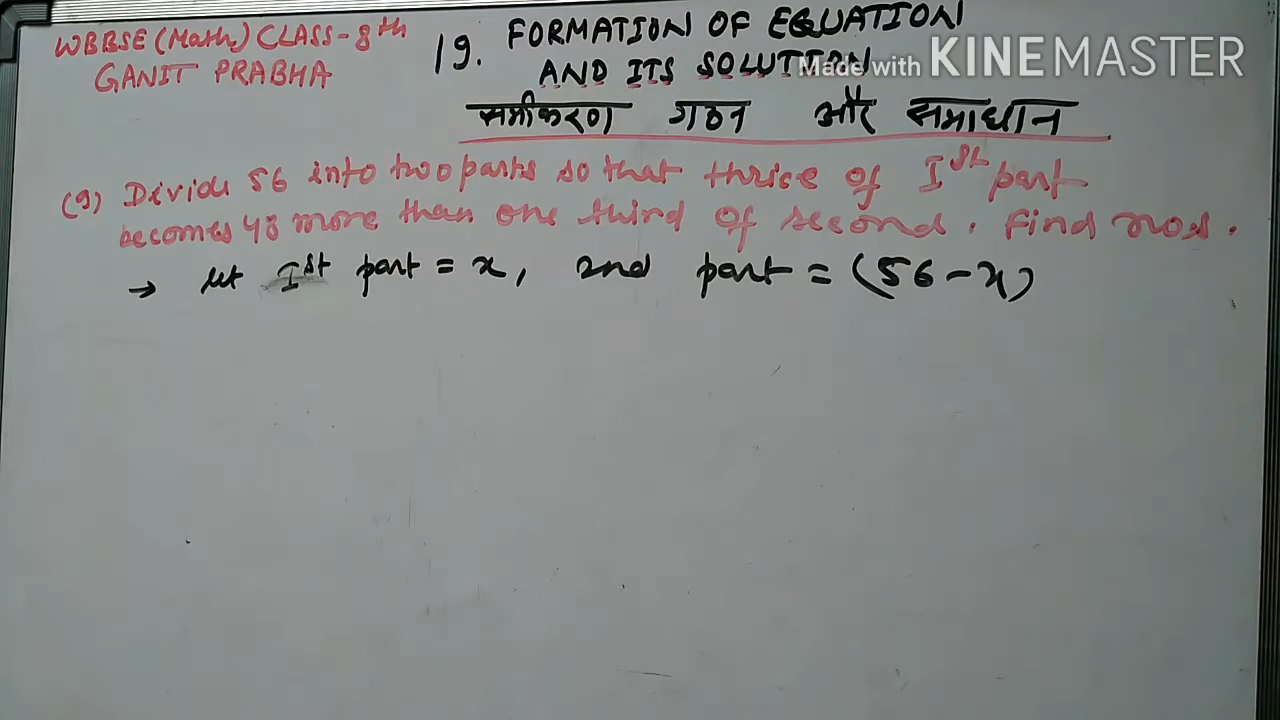 WBBSE (Math) CLASS-8th
GANIT PRABHA
19. FORMATION OF EQUATION
AND ITS SOLUTION
Made with KINEMASTER
समीकरण गठन और समाधान
(9) Divide 56 into two parts so that thrice of Ist part
becomes 48 more than one third of second. Find nos.
→ let Ist part = x, 2nd part = (56-x)